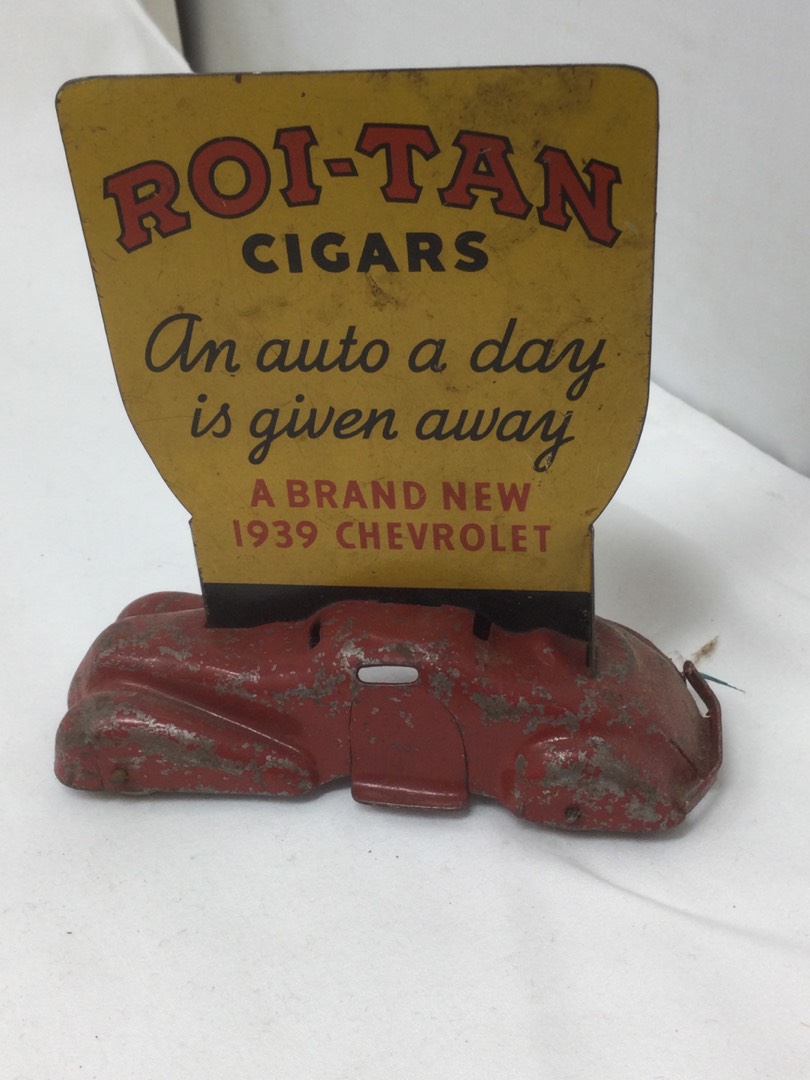 ROI-TAN
CIGARS
An auto a day
is given away
A BRAND NEW
1939 CHEVROLET